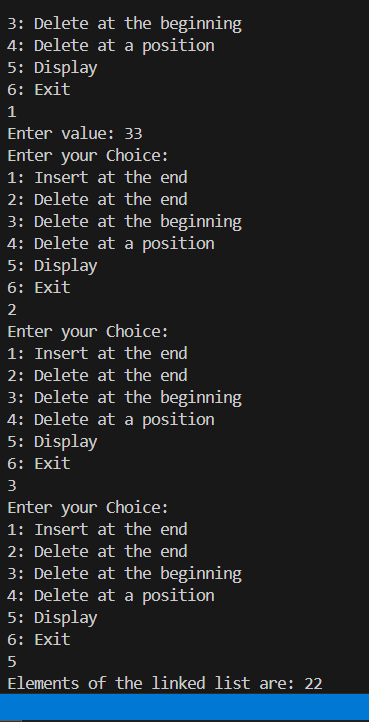 3: Delete at the beginning
4: Delete at a position
5: Display
6: Exit
1
Enter value: 33
Enter your Choice:
1: Insert at the end
2: Delete at the end
3: Delete at the beginning
4: Delete at a position
5: Display
6: Exit
2
Enter your Choice:
1: Insert at the end
2: Delete at the end
3: Delete at the beginning
4: Delete at a position
5: Display
6: Exit
3
Enter your Choice:
1: Insert at the end
2: Delete at the end
3: Delete at the beginning
4: Delete at a position
5: Display
6: Exit
5
Elements of the linked list are: 22